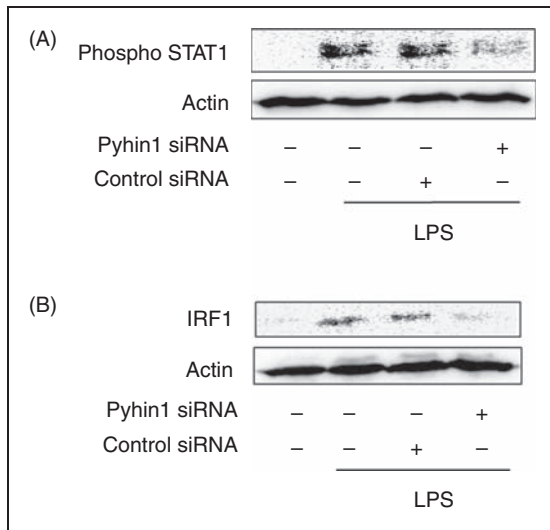 (A)
Phospho STAT1
Actin
Pyhin1 siRNA – – – +
Control siRNA – – + –
LPS
(B)
IRF1
Actin
Pyhin1 siRNA – – – +
Control siRNA – – + –
LPS